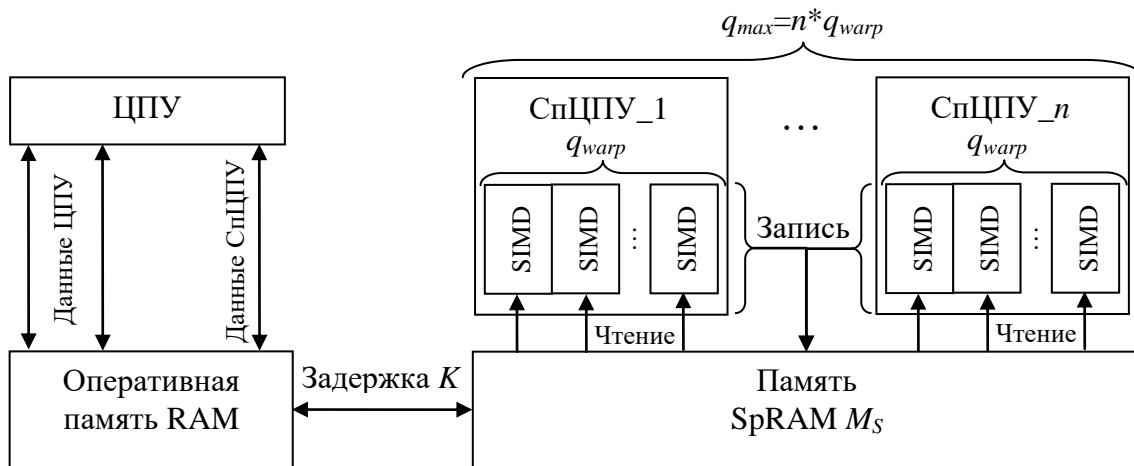 q_max=n*q_warp
ЦПУ
СпЦПУ_1
…
СпЦПУ_n
q_warp
q_warp
Данные ЦПУ
Данные СпЦПУ
SIMD
SIMD
…
SIMD
Запись
SIMD
SIMD
…
SIMD
Чтение
Чтение
Оперативная
память RAM
Задержка K
Память
SpRAM M_S